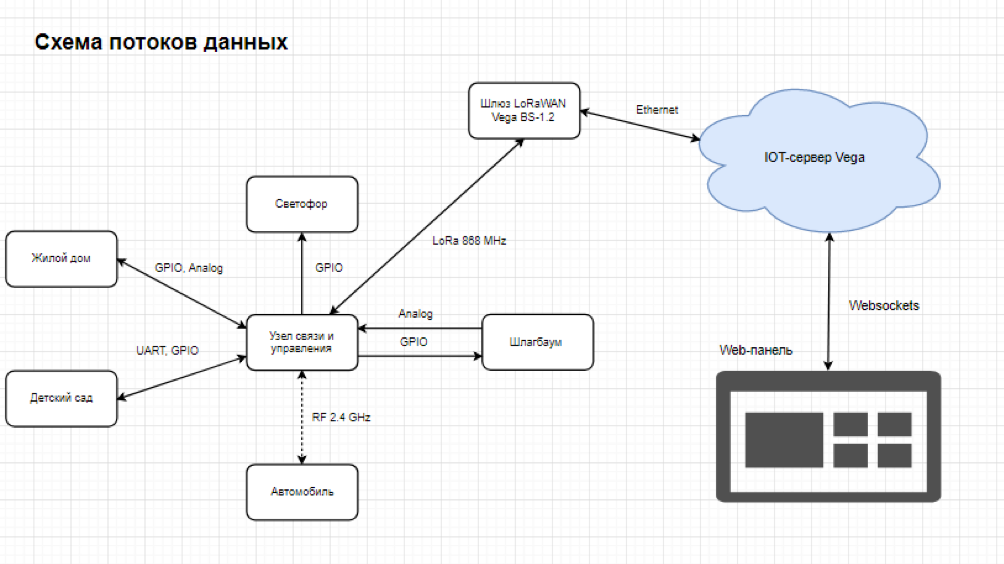 Схема потоков данных
Шлюз LoRaWAN
Vega BS-1.2
Ethernet
IOT-сервер Vega
Светофор
LoRa 868 MHz
Жилой дом
GPIO, Analog
GPIO
Analog
Websockets
Узел связи и
управления
GPIO
Шлагбаум
UART, GPIO
Web-панель
Детский сад
RF 2.4 GHz
Автомобиль